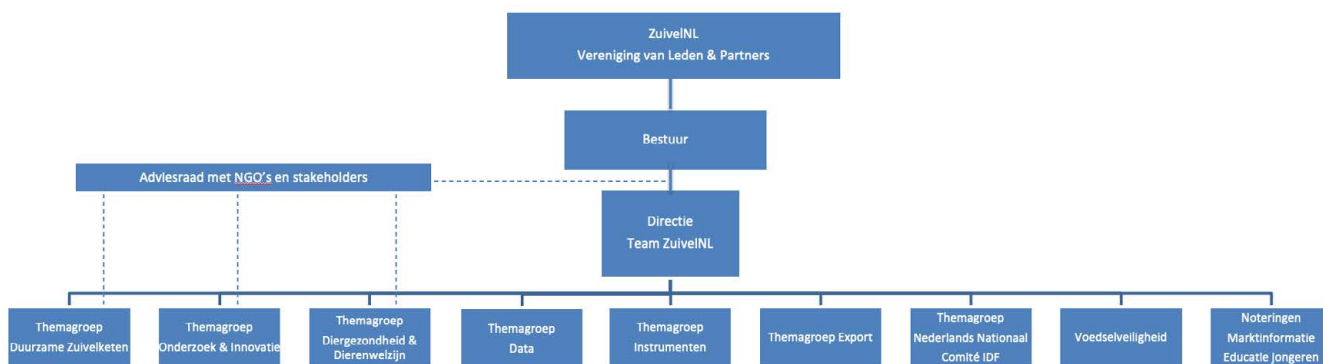 ZuivelNL
Vereniging van Leden & Partners
Bestuur
Adviesraad met NGO's en stakeholders
Directie
Team ZuivelNL
Themagroep
Duurzame Zuivelketen
Themagroep
Onderzoek & Innovatie
Themagroep
Diergezondheid &
Dierenwelzijn
Themagroep
Data
Themagroep
Instrumenten
Themagroep Export
Themagroep
Nederlands Nationaal
Comité IDF
Voedselveiligheid
Noteringen
Marktinformatie
Educatie Jongeren